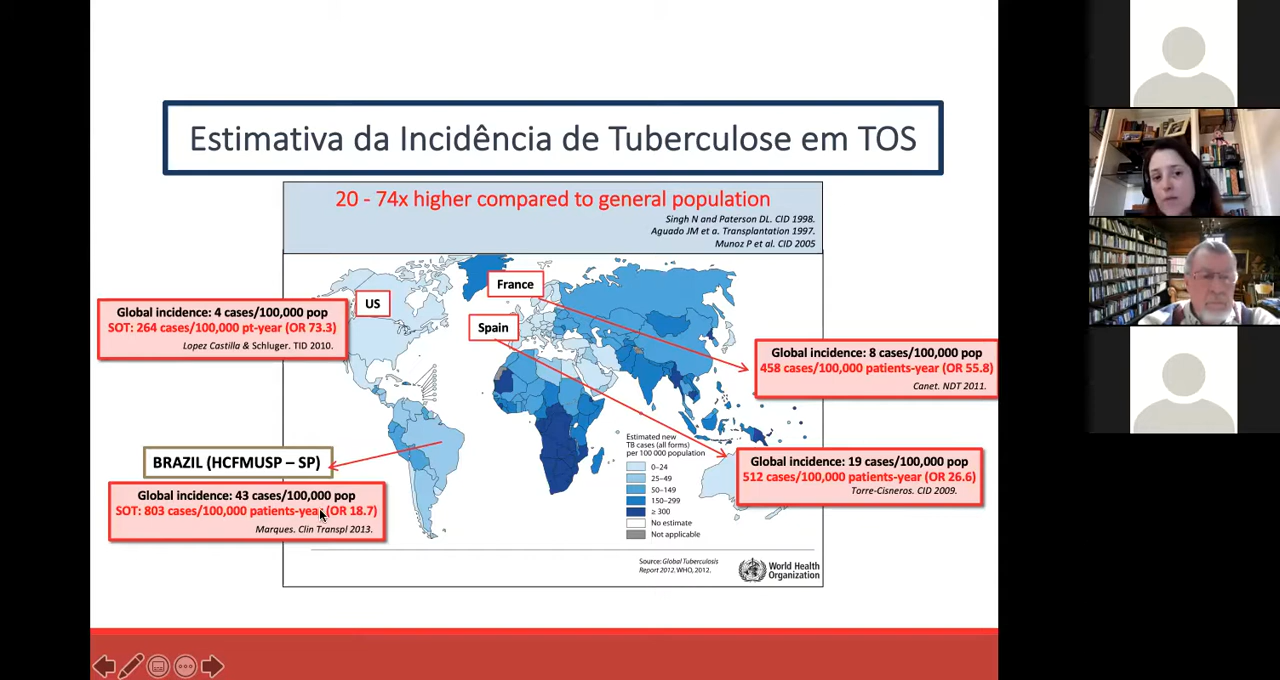 Estimativa da Incidência de Tuberculose em TOS
20 - 74x higher compared to general population
Singh N and Paterson DL. CID 1998.
Aguado JM et a. Transplantation 1997.
Munoz P et al. CID 2005
US
Global incidence: 4 cases/100,000 pop
SOT: 264 cases/100,000 pt-year (OR 73.3)
Lopez Castilla & Schluger. TID 2010.
France
Spain
Global incidence: 8 cases/100,000 pop
458 cases/100,000 patients-year (OR 55.8)
Canet. NDT 2011.
BRAZIL (HCFMUSP – SP)
Global incidence: 43 cases/100,000 pop
SOT: 803 cases/100,000 patients-year (OR 18.7)
Marques. Clin Transpl 2013.
Global incidence: 19 cases/100,000 pop
512 cases/100,000 patients-year (OR 26.6)
Torre-Cisneros. CID 2009.
Estimated new
TB cases (all forms)
per 100 000 population
0–24
25–49
50–149
150–299
≥ 300
No estimate
Not applicable
Source: Global Tuberculosis
Report 2012. WHO, 2012.
World Health
Organization